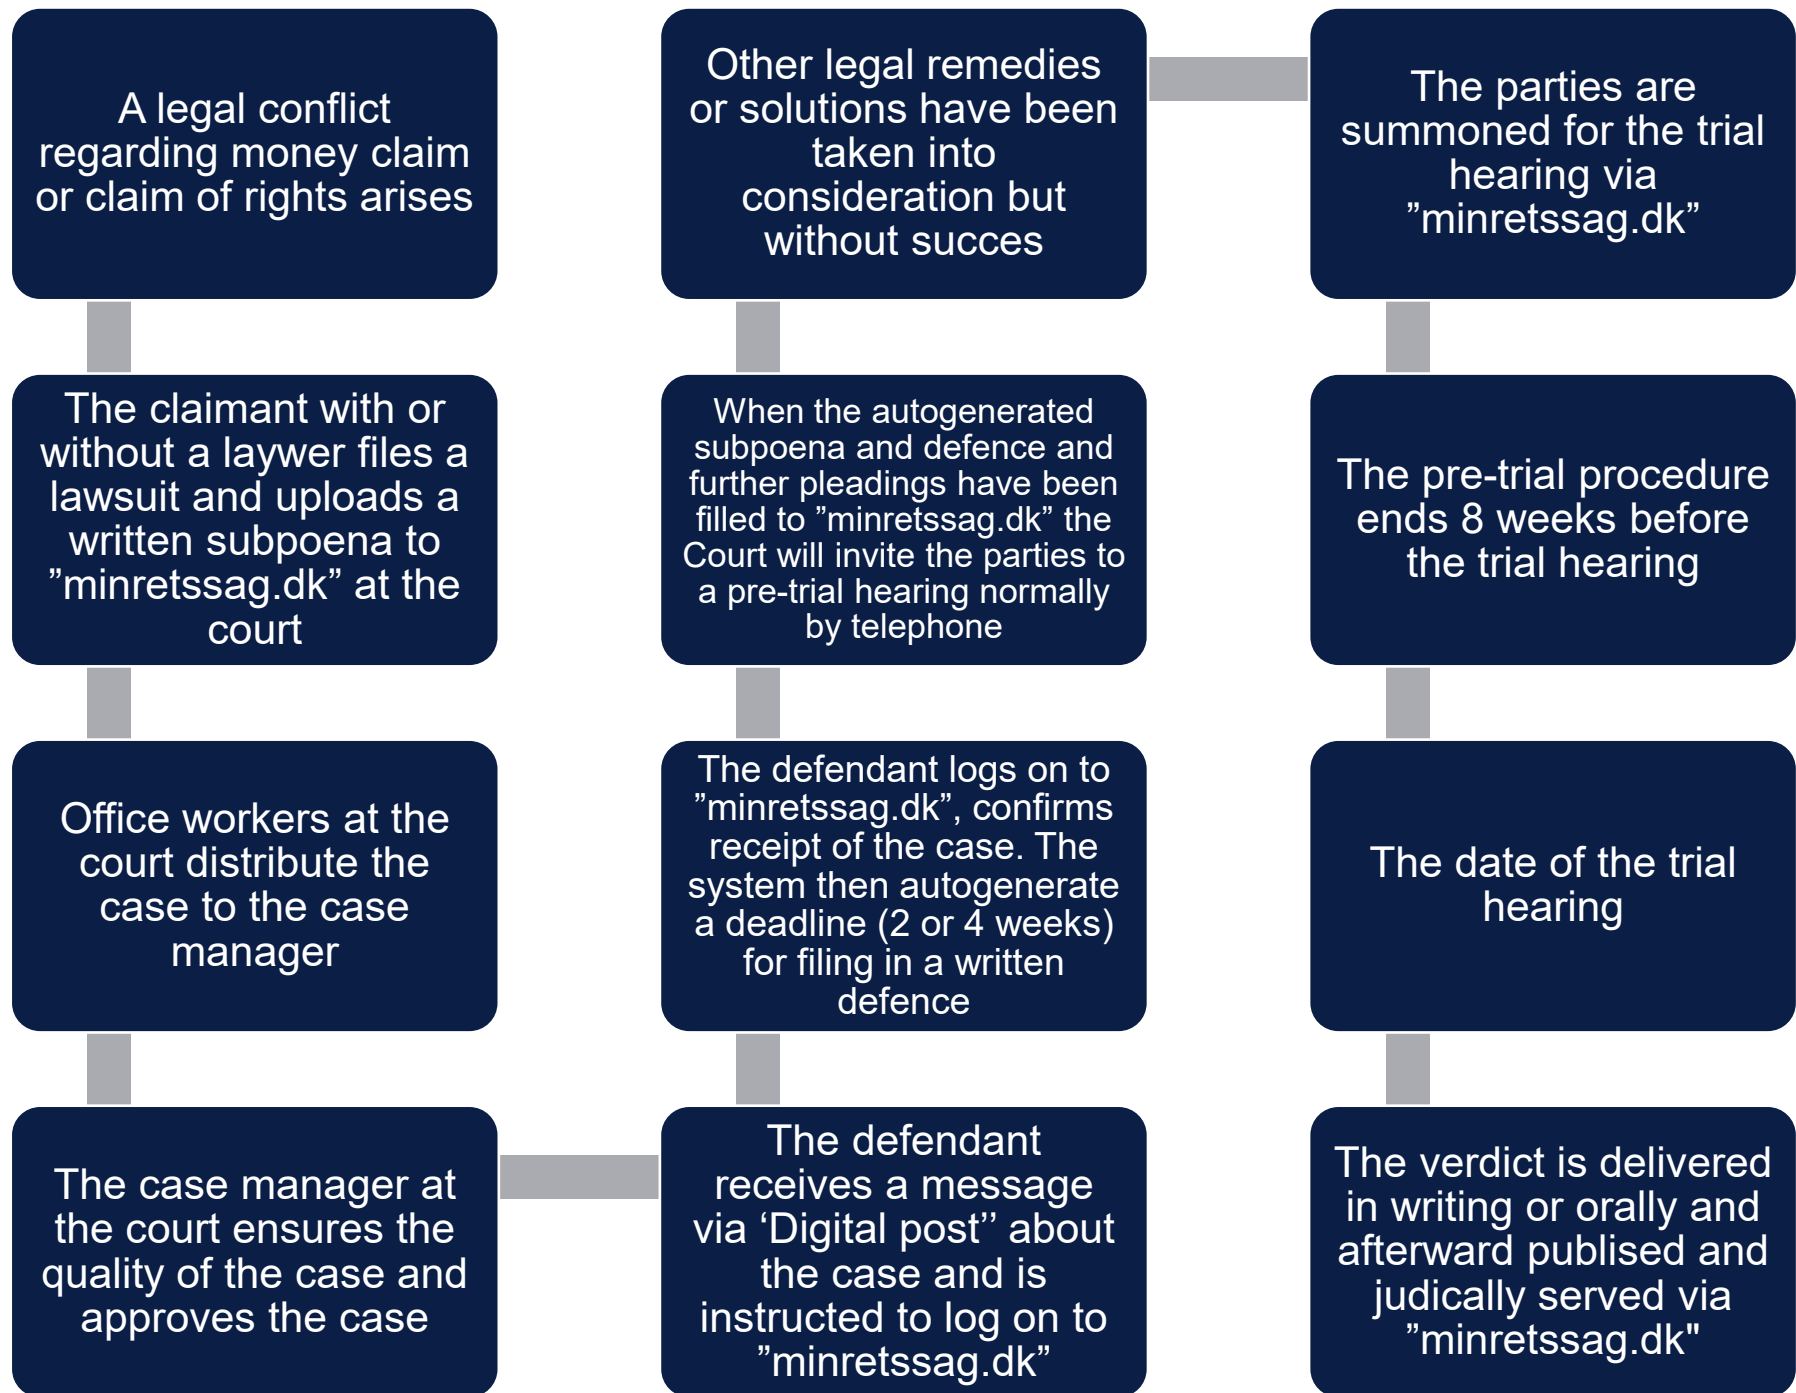 A legal conflict
regarding money claim
or claim of rights arises
The claimant with or
without a laywer files a
lawsuit and uploads a
written subpoena to
”minretssag.dk” at the
court
Office workers at the
court distribute the
case to the case
manager
The case manager at
the court ensures the
quality of the case and
approves the case
The defendant
receives a message
via ‘Digital post’’ about
the case and is
instructed to log on to
”minretssag.dk”
The defendant logs on to
”minretssag.dk”, confirms
receipt of the case. The
system then autogenerate
a deadline (2 or 4 weeks)
for filing in a written
defence
When the autogenerated
subpoena and defence and
further pleadings have been
filled to ”minretssag.dk” the
Court will invite the parties to
a pre-trial hearing normally
by telephone
Other legal remedies
or solutions have been
taken into
consideration but
without succes
The parties are
summoned for the trial
hearing via
”minretssag.dk”
The pre-trial procedure
ends 8 weeks before
the trial hearing
The date of the trial
hearing
The verdict is delivered
in writing or orally and
afterward publised and
judically served via
”minretssag.dk"